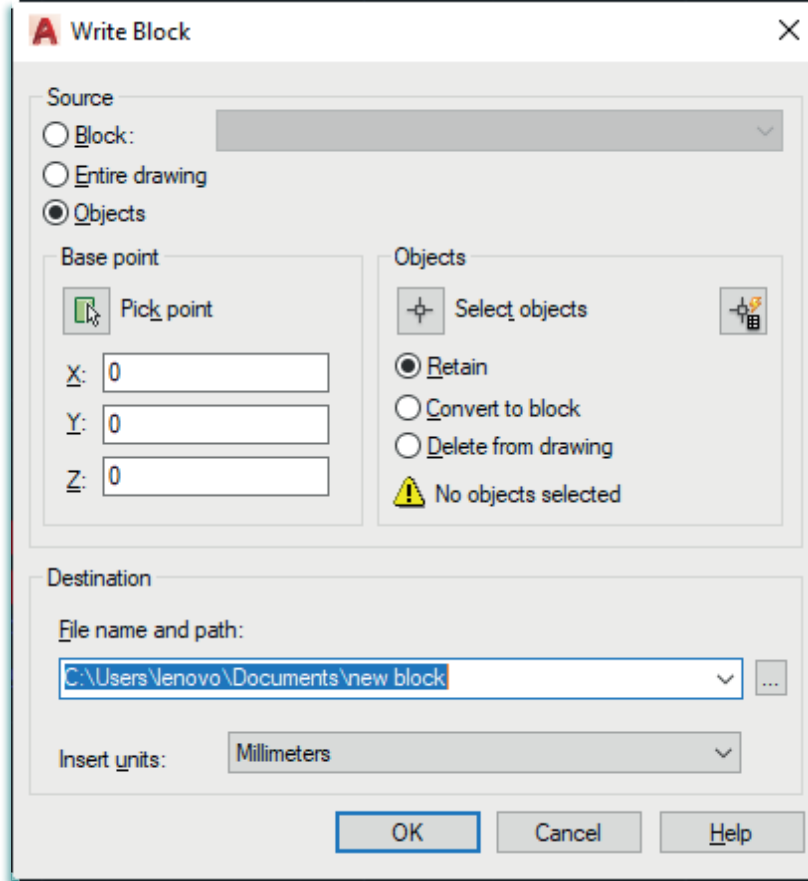 Write Block
Source
Block:
Entire drawing
Objects
Base point
Pick point
X: 0
Y: 0
Z: 0
Objects
Select objects
Retain
Convert to block
Delete from drawing
No objects selected
Destination
File name and path:
C:\Users\lenovo\Documents\new block
...
Insert units: Millimeters
OK Cancel Help